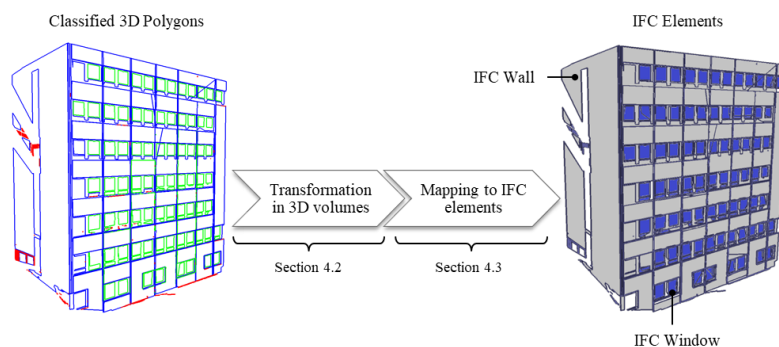 Classified 3D Polygons
IFC Elements
IFC Wall
Transformation
in 3D volumes
Mapping to IFC
elements
Section 4.2
Section 4.3
IFC Window